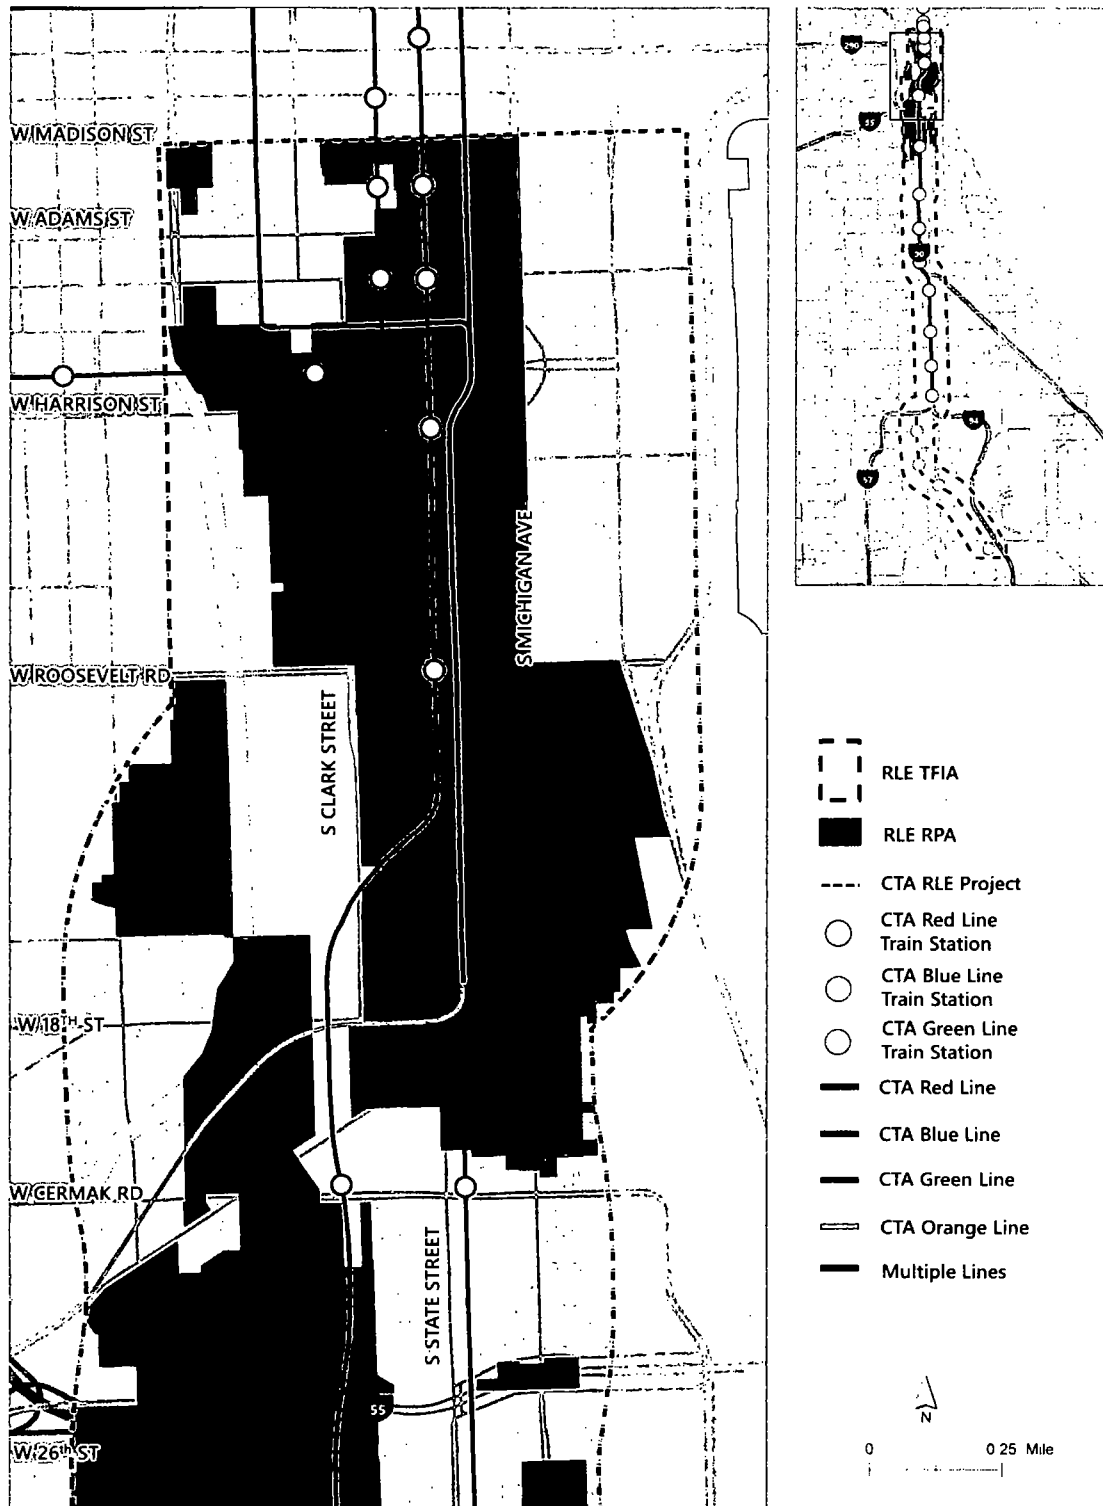 W MADISON ST
W ADAMS ST
W HARRISON ST
S MICHIGAN AVE
W ROOSEVELT RD
S CLARK STREET
W 18TH ST
W CERMAK RD
S STATE STREET
55
W 26th ST
290
55
90
94
57
RLE TFIA
RLE RPA
CTA RLE Project
CTA Red Line
Train Station
CTA Blue Line
Train Station
CTA Green Line
Train Station
CTA Red Line
CTA Blue Line
CTA Green Line
CTA Orange Line
Multiple Lines
N
0 0 25 Mile